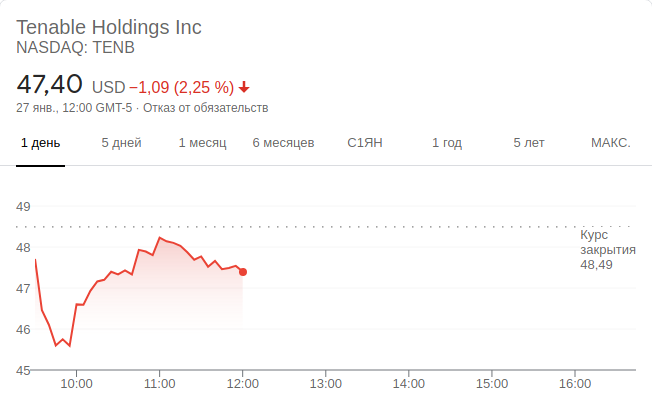 Tenable Holdings Inc
NASDAQ: TENB
47,40 USD −1,09 (2,25 %)
27 янв., 12:00 GMT-5 · Отказ от обязательств
1 день 5 дней 1 месяц 6 месяцев С1ЯН 1 год 5 лет МАКС.
49
Курс
закрытия
48,49
48
47
46
45
10:00 11:00 12:00 13:00 14:00 15:00 16:00